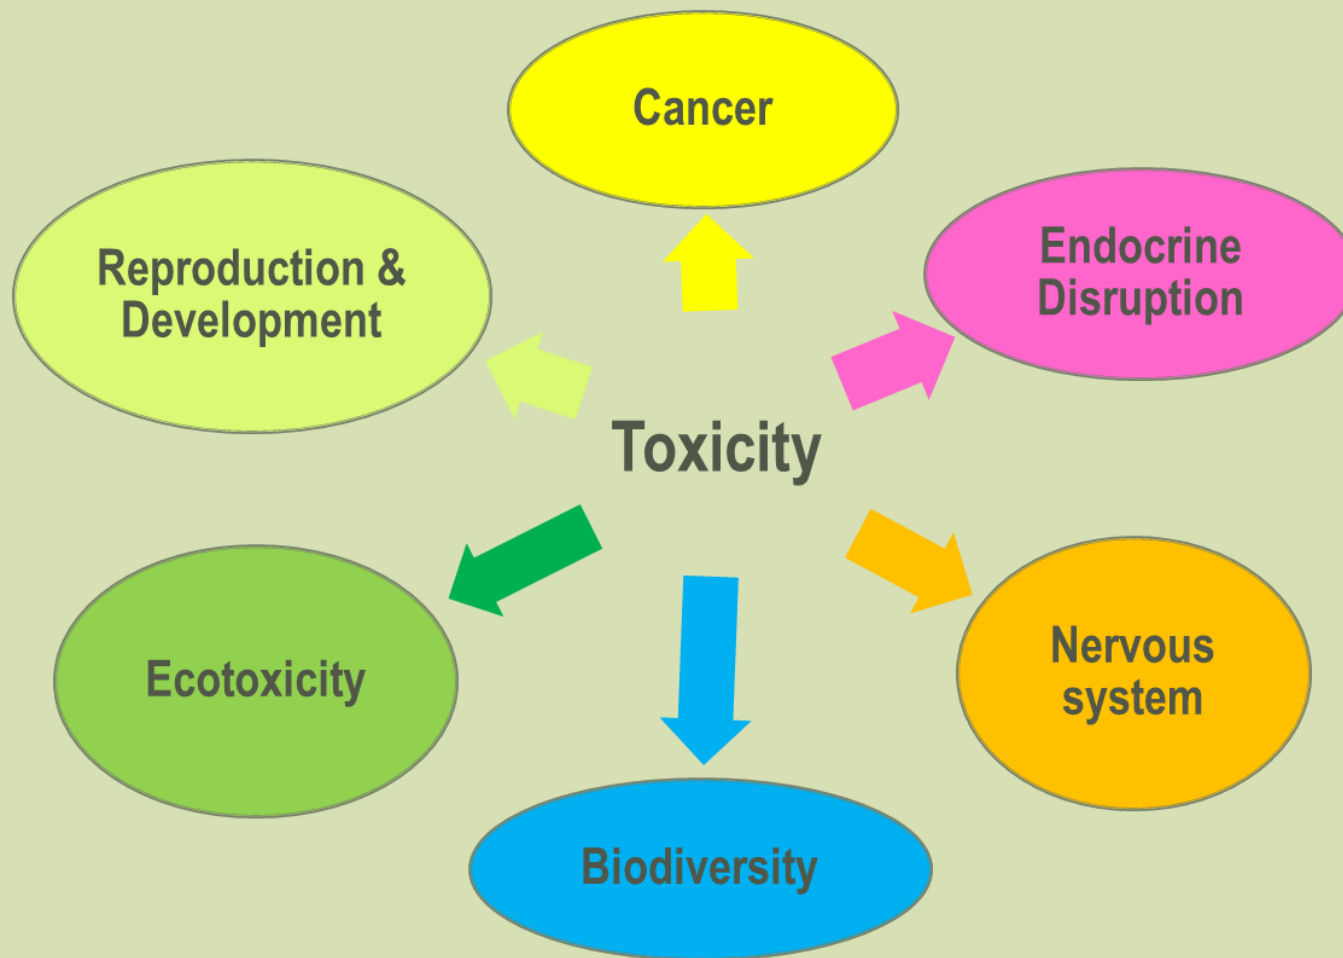 Cancer
Reproduction &
Development
Endocrine
Disruption
Toxicity
Ecotoxicity
Nervous
system
Biodiversity